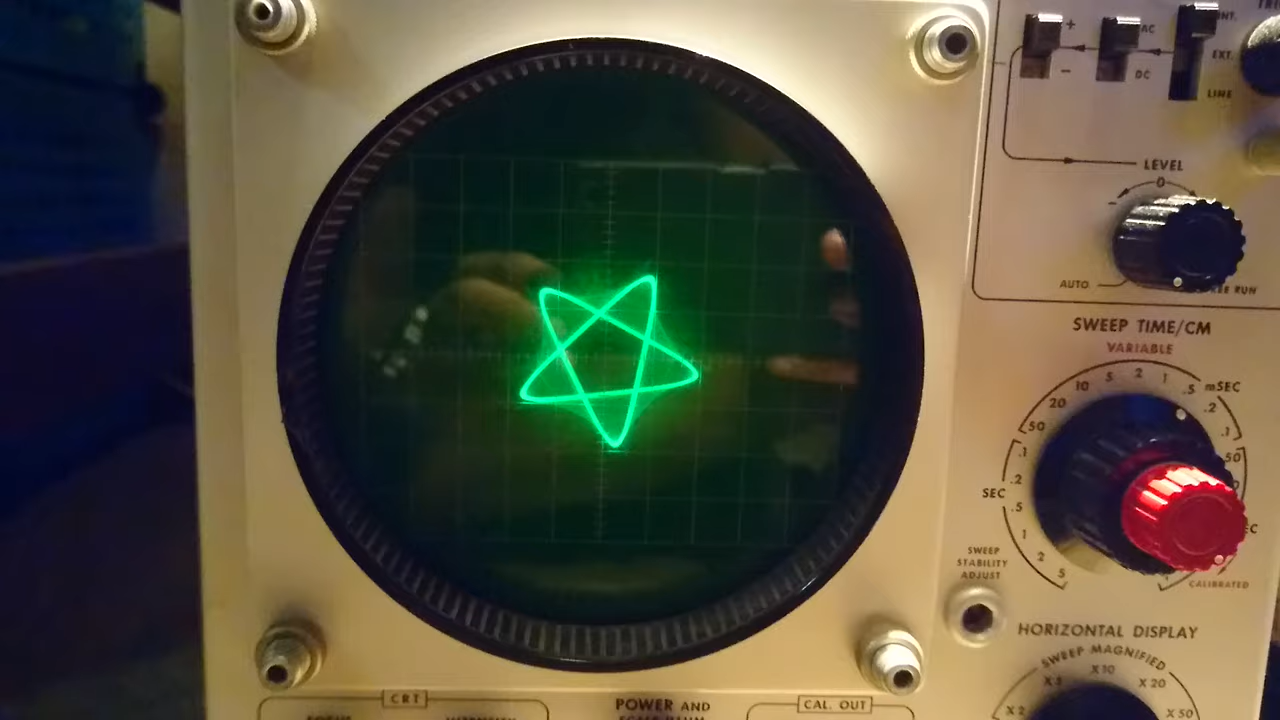 +
AC
INT.
EXT.
−
DC
LINE
LEVEL
0
−
AUTO.
SWEEP TIME/CM
VARIABLE
10 5 2 1 .5 mSEC
20 .2
50 .1
.1 50
.2
SEC
.5
1
2
5
CALIBRATED
SWEEP
STABILITY
ADJUST
HORIZONTAL DISPLAY
SWEEP MAGNIFIED
X5 X10 X20
X2 X50
CRT
POWER AND
CAL. OUT